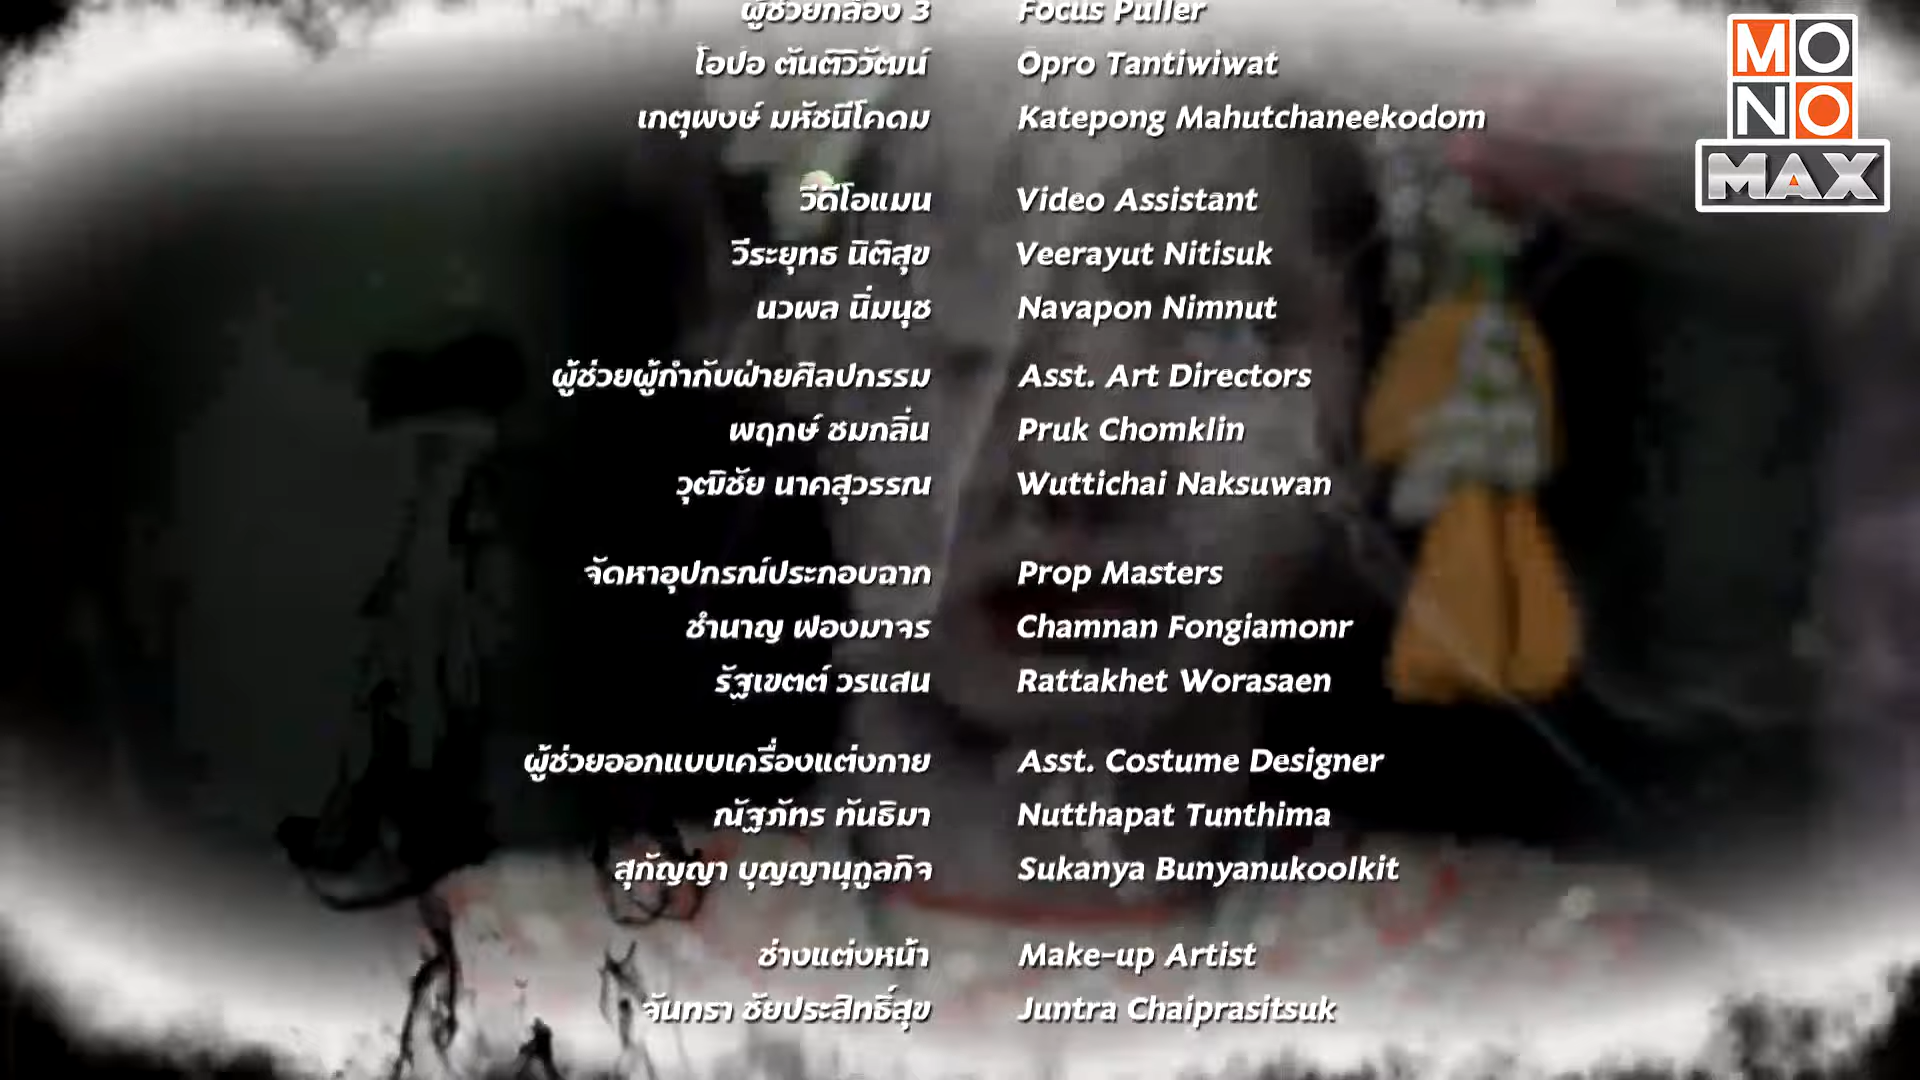 ผู้ช่วยกล้อง 3 Focus Puller
โอปอ ตันติวิวัฒน์ Opro Tantiwiwat
เกตุพงษ์ มหัชนีโคดม Katepong Mahutchaneekodom
วีดีโอแมน Video Assistant
วีระยุทธ นิติสุข Veerayut Nitisuk
นวพล นิ่มนุช Navapon Nimnut
ผู้ช่วยผู้กำกับฝ่ายศิลปกรรม Asst. Art Directors
พฤกษ์ ชมกลิ่น Pruk Chomklin
วุฒิชัย นาคสุวรรณ Wuttichai Naksuwan
จัดหาอุปกรณ์ประกอบฉาก Prop Masters
ชำนาญ ฟองมาจร Chamnan Fongiamonr
รัฐเขตต์ วรแสน Rattakhet Worasaen
ผู้ช่วยออกแบบเครื่องแต่งกาย Asst. Costume Designer
ณัฐภัทร ทันธิมา Nutthapat Tunthima
สุกัญญา บุญญานุกูลกิจ Sukanya Bunyanukoolkit
ช่างแต่งหน้า Make-up Artist
จันทรา ชัยประสิทธิ์สุข Juntra Chaiprasitsuk
MONO
MAX